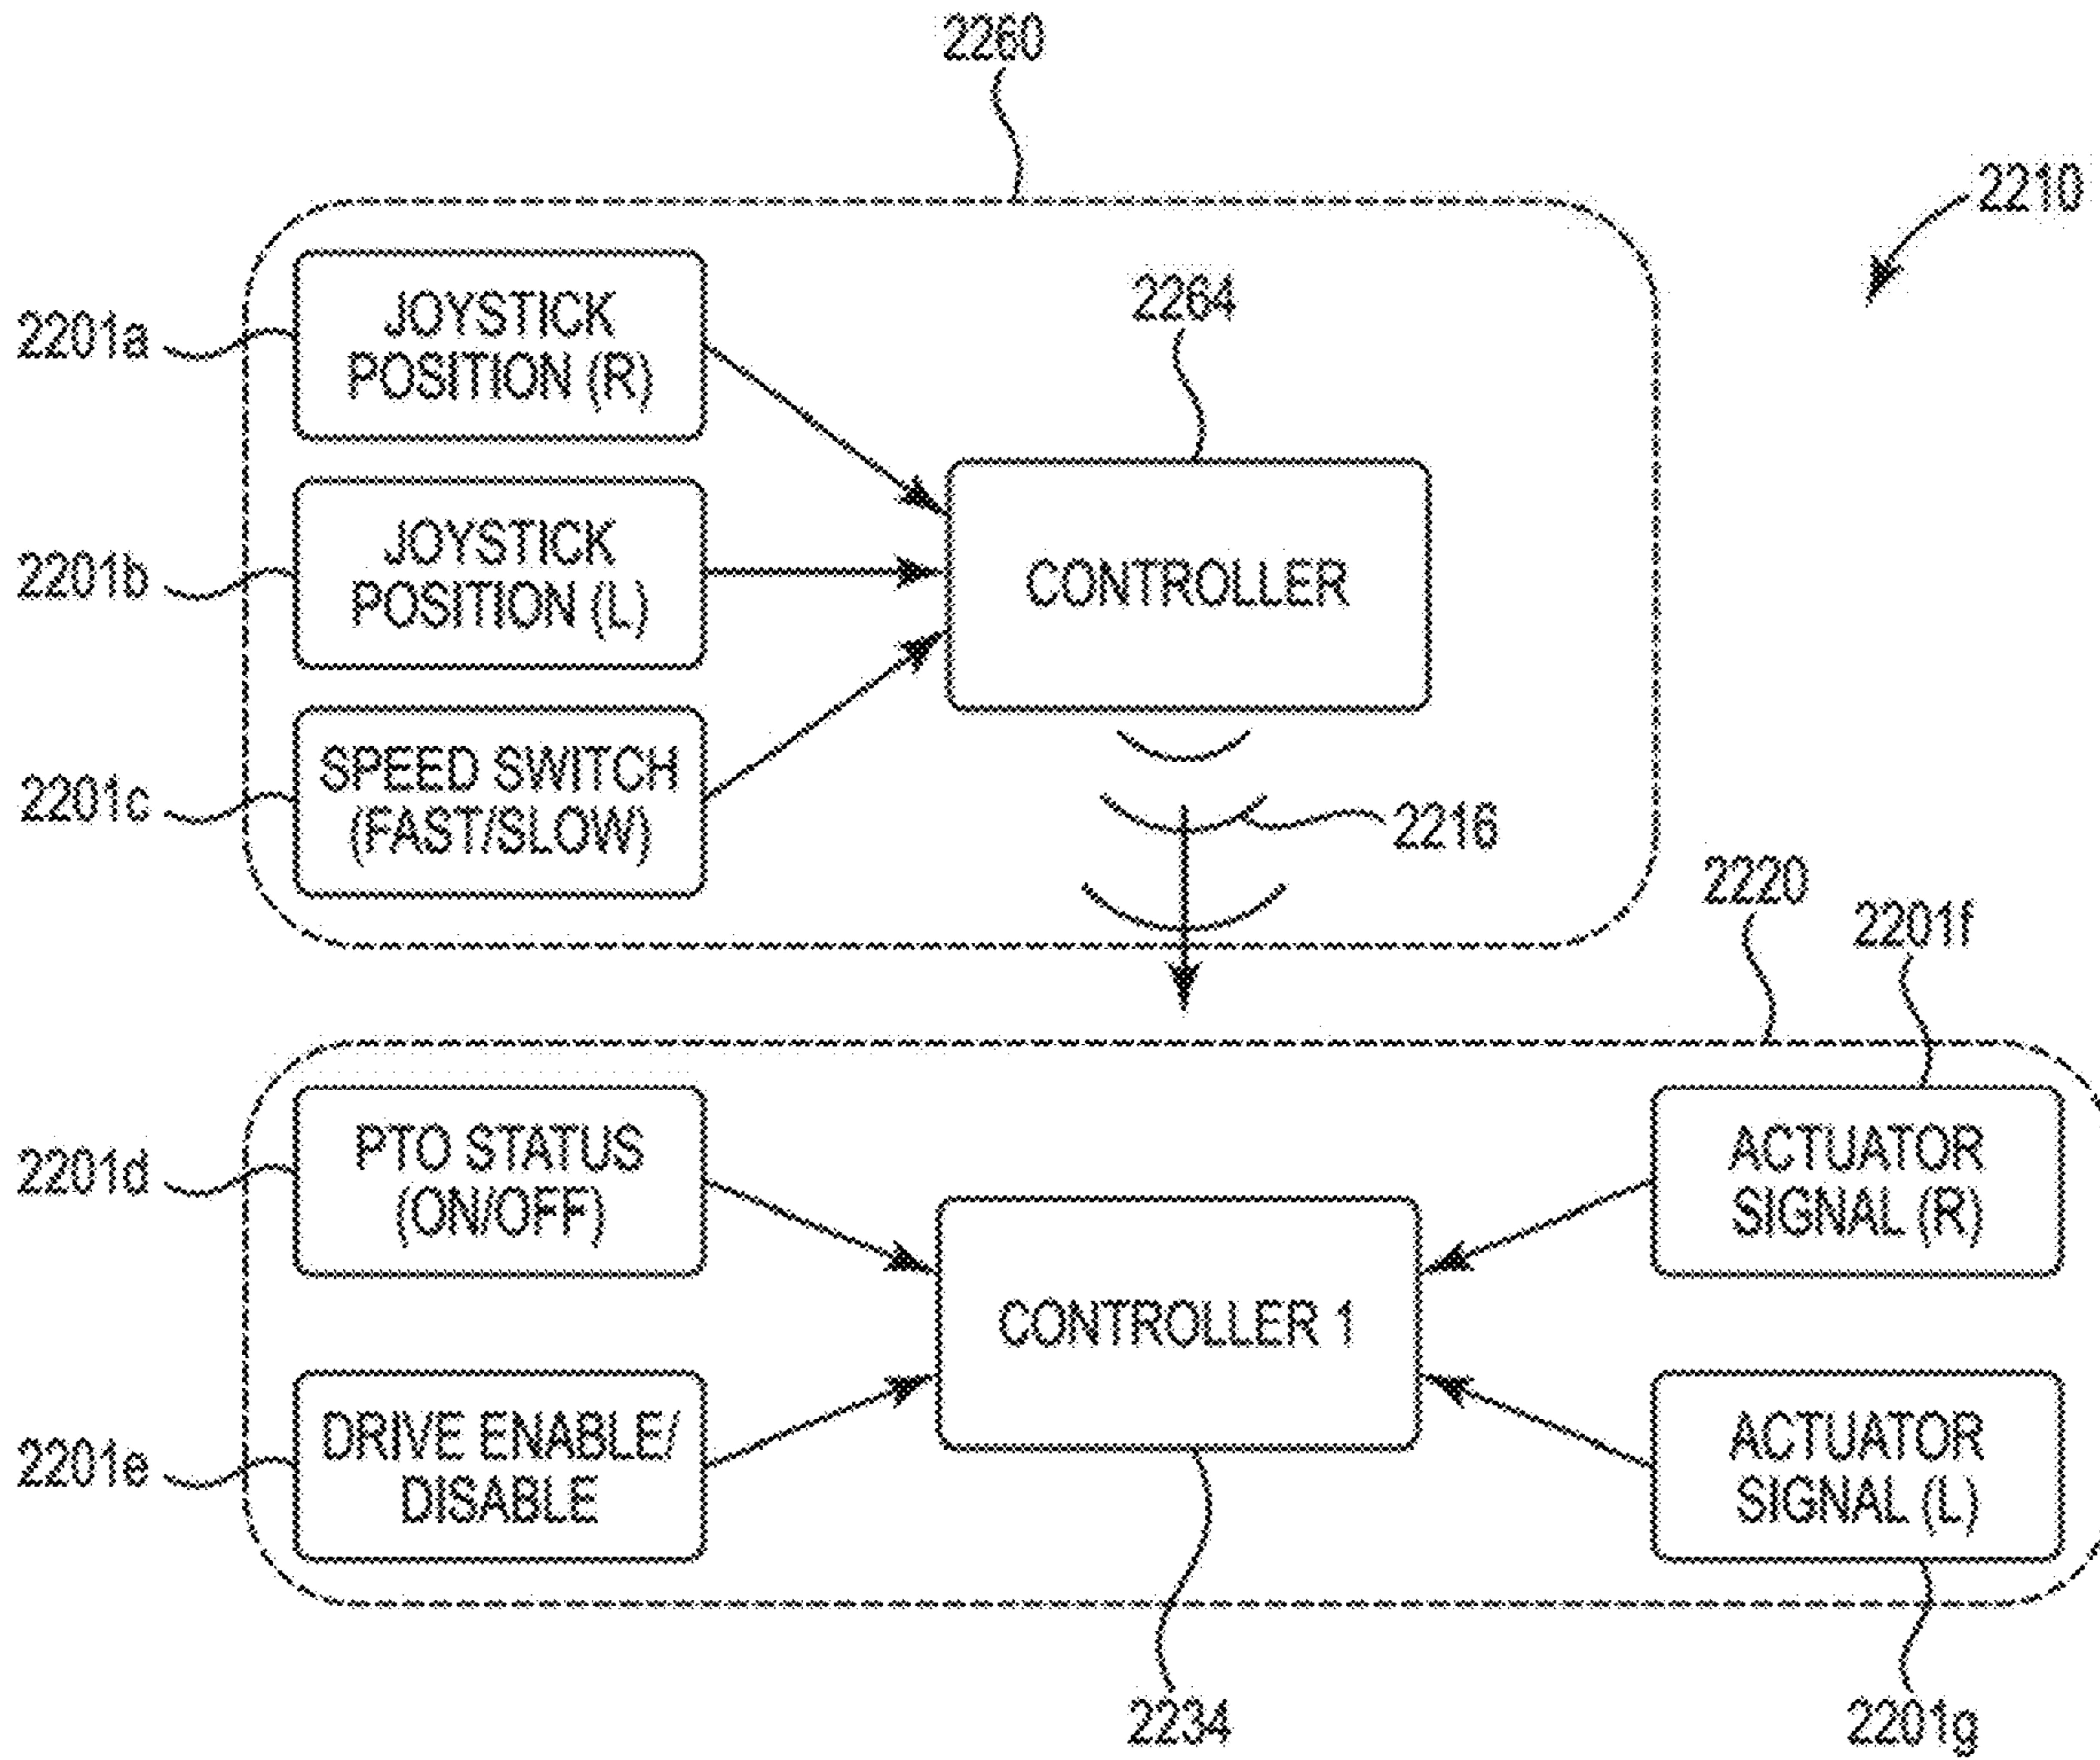 2260
2210
2201a
JOYSTICK
POSITION (R)
2264
2201b
JOYSTICK
POSITION (L)
CONTROLLER
2201c
SPEED SWITCH
(FAST/SLOW)
2216
2220
2201f
2201d
PTO STATUS
(ON/OFF)
ACTUATOR
SIGNAL (R)
CONTROLLER 1
2201e
DRIVE ENABLE/
DISABLE
ACTUATOR
SIGNAL (L)
2234
2201g